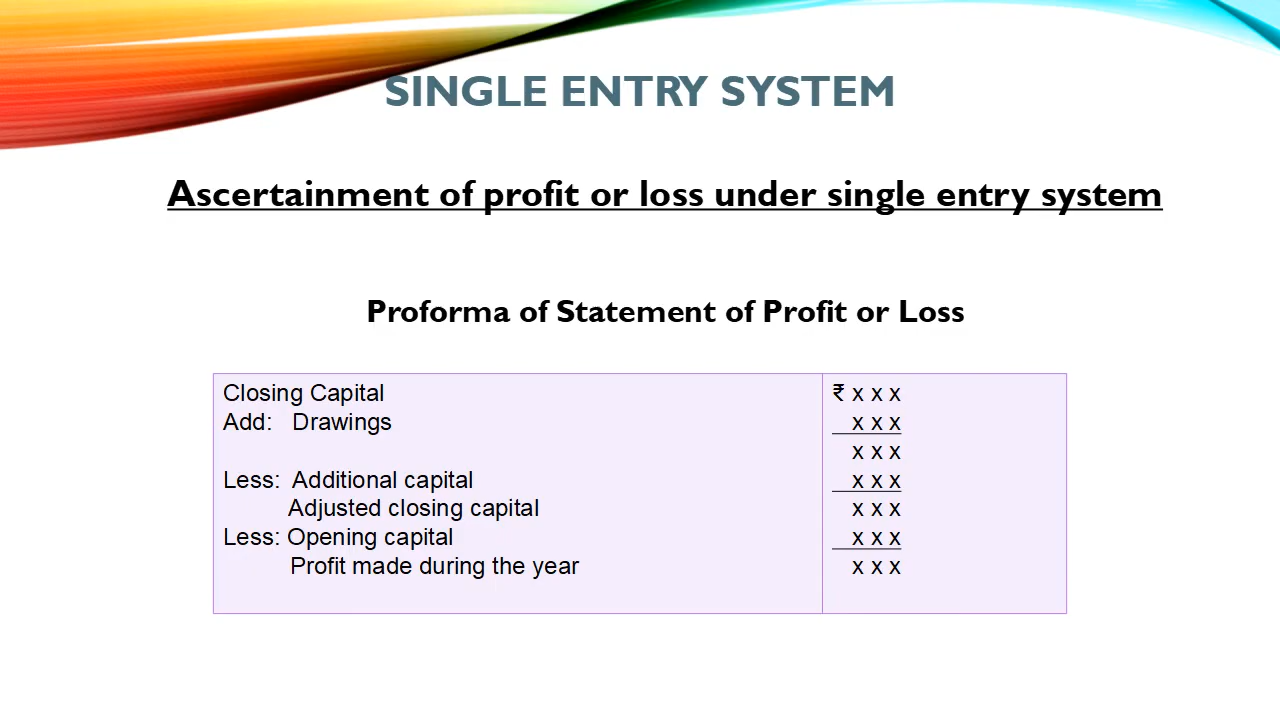 SINGLE ENTRY SYSTEM
Ascertainment of profit or loss under single entry system
Proforma of Statement of Profit or Loss
Closing Capital ₹ x x x
Add: Drawings x x x
x x x
Less: Additional capital x x x
Adjusted closing capital x x x
Less: Opening capital x x x
Profit made during the year x x x